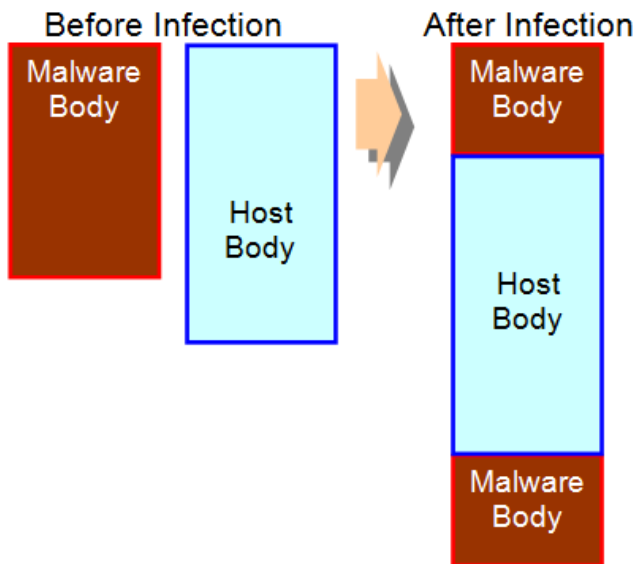 Before Infection
After Infection
Malware
Body
Host
Body
Malware
Body
Host
Body
Malware
Body